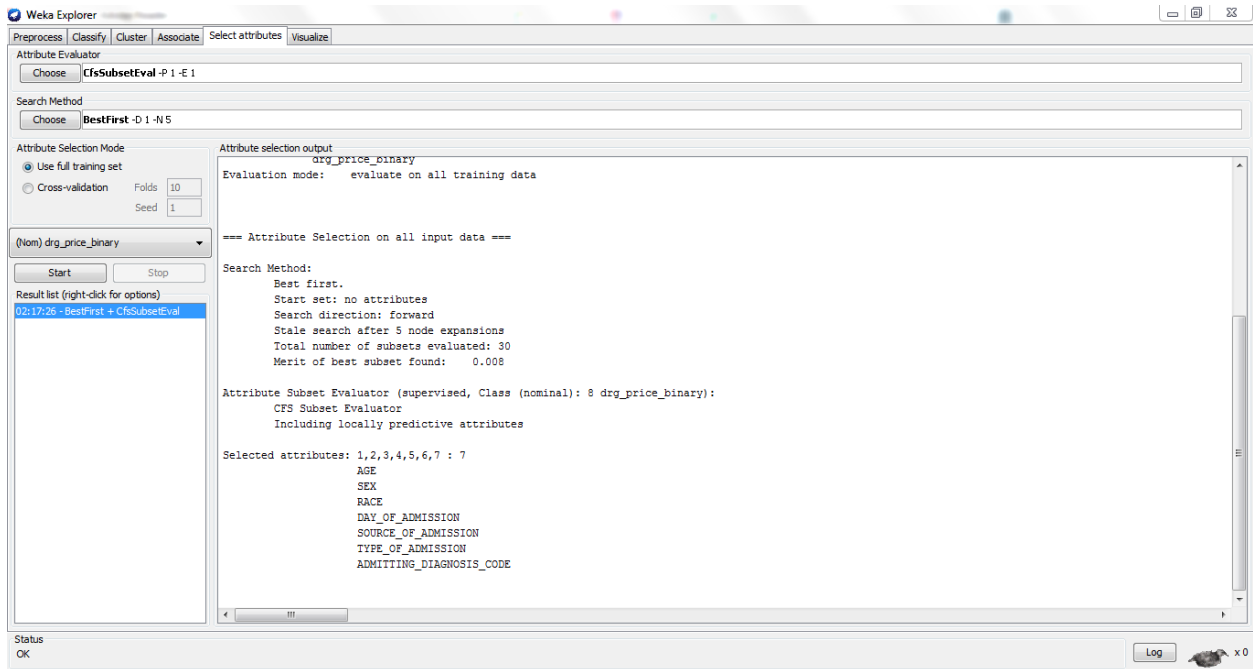 Weka Explorer
Preprocess Classify Cluster Associate Select attributes Visualize
Attribute Evaluator
Choose CfsSubsetEval -P 1 -E 1
Search Method
Choose BestFirst -D 1 -N 5
Attribute Selection Mode
Use full training set
Cross-validation Folds 10
Seed 1
(Nom) drg_price_binary
Start Stop
Result list (right-click for options)
02:17:26 - BestFirst + CfsSubsetEval
Attribute selection output
drg_price_binary
Evaluation mode: evaluate on all training data
=== Attribute Selection on all input data ===
Search Method:
Best first.
Start set: no attributes
Search direction: forward
Stale search after 5 node expansions
Total number of subsets evaluated: 30
Merit of best subset found: 0.008
Attribute Subset Evaluator (supervised, Class (nominal): 8 drg_price_binary):
CFS Subset Evaluator
Including locally predictive attributes
Selected attributes: 1,2,3,4,5,6,7 : 7
AGE
SEX
RACE
DAY_OF_ADMISSION
SOURCE_OF_ADMISSION
TYPE_OF_ADMISSION
ADMITTING_DIAGNOSIS_CODE
Status
OK
Log x 0